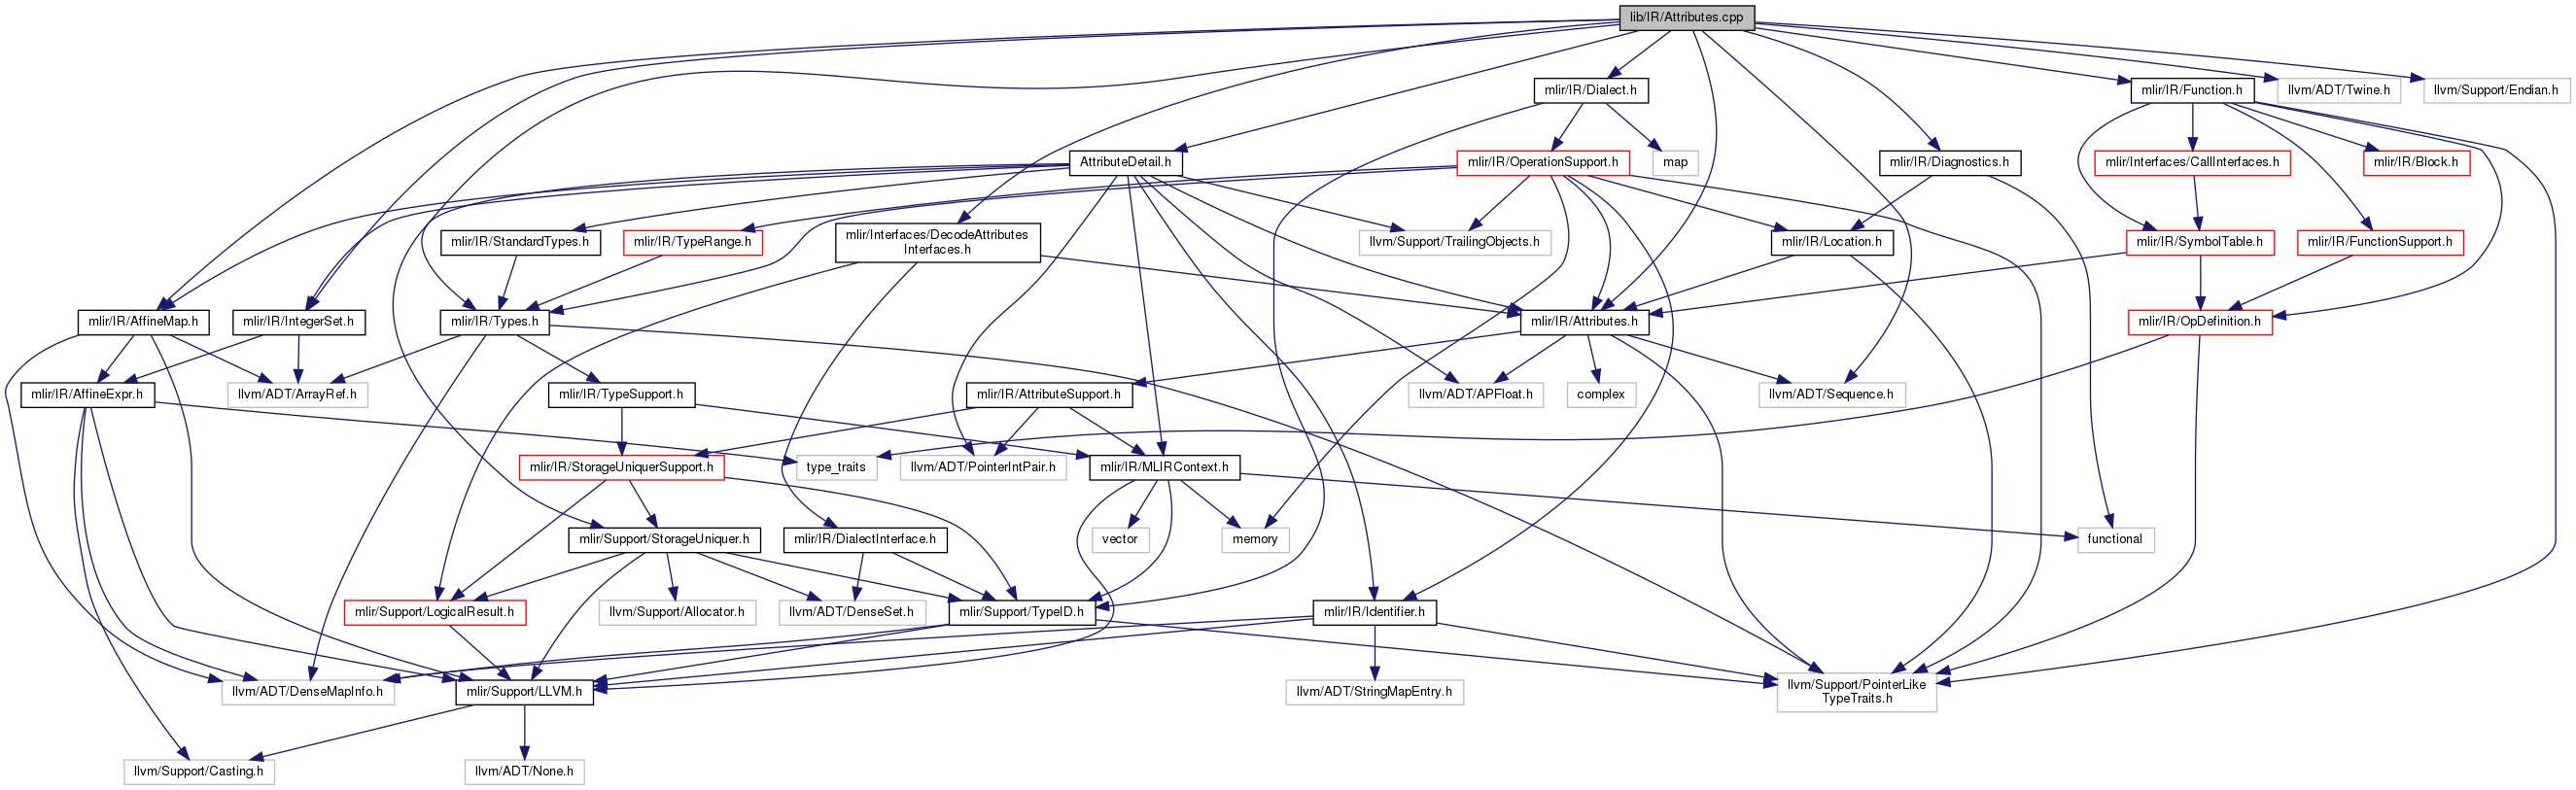 lib/IR/Attributes.cpp
mlir/IR/Dialect.h
mlir/IR/Function.h
llvm/ADT/Twine.h
llvm/Support/Endian.h
AttributeDetail.h
mlir/IR/OperationSupport.h
map
mlir/IR/Diagnostics.h
mlir/Interfaces/CallInterfaces.h
mlir/IR/Block.h
mlir/IR/StandardTypes.h
mlir/IR/TypeRange.h
mlir/Interfaces/DecodeAttributes
Interfaces.h
llvm/Support/TrailingObjects.h
mlir/IR/Location.h
mlir/IR/SymbolTable.h
mlir/IR/FunctionSupport.h
mlir/IR/AffineMap.h
mlir/IR/IntegerSet.h
mlir/IR/Types.h
mlir/IR/Attributes.h
mlir/IR/OpDefinition.h
mlir/IR/AffineExpr.h
llvm/ADT/ArrayRef.h
mlir/IR/TypeSupport.h
mlir/IR/AttributeSupport.h
llvm/ADT/APFloat.h
complex
llvm/ADT/Sequence.h
mlir/IR/StorageUniquerSupport.h
type_traits
llvm/ADT/PointerIntPair.h
mlir/IR/MLIRContext.h
mlir/Support/StorageUniquer.h
mlir/IR/DialectInterface.h
vector
memory
functional
mlir/Support/LogicalResult.h
llvm/Support/Allocator.h
llvm/ADT/DenseSet.h
mlir/Support/TypeID.h
mlir/IR/Identifier.h
llvm/ADT/DenseMapInfo.h
mlir/Support/LLVM.h
llvm/ADT/StringMapEntry.h
llvm/Support/PointerLike
TypeTraits.h
llvm/Support/Casting.h
llvm/ADT/None.h